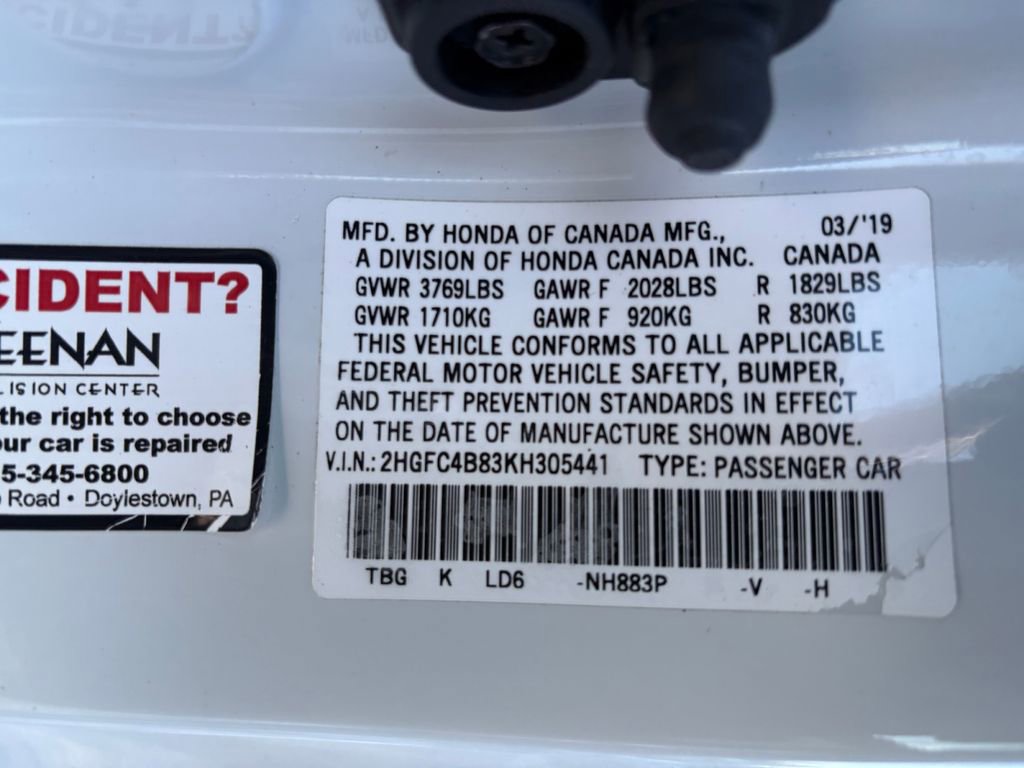 CIDENT?
EENAN
LISION CENTER
the right to choose
our car is repaired
5-345-6800
Road • Doylestown, PA
MFD. BY HONDA OF CANADA MFG., 03/'19
A DIVISION OF HONDA CANADA INC. CANADA
GVWR 3769LBS GAWR F 2028LBS R 1829LBS
GVWR 1710KG GAWR F 920KG R 830KG
THIS VEHICLE CONFORMS TO ALL APPLICABLE
FEDERAL MOTOR VEHICLE SAFETY, BUMPER,
AND THEFT PREVENTION STANDARDS IN EFFECT
ON THE DATE OF MANUFACTURE SHOWN ABOVE.
V.I.N.: 2HGFC4B83KH305441 TYPE: PASSENGER CAR
TBG K LD6 -NH883P -V -H